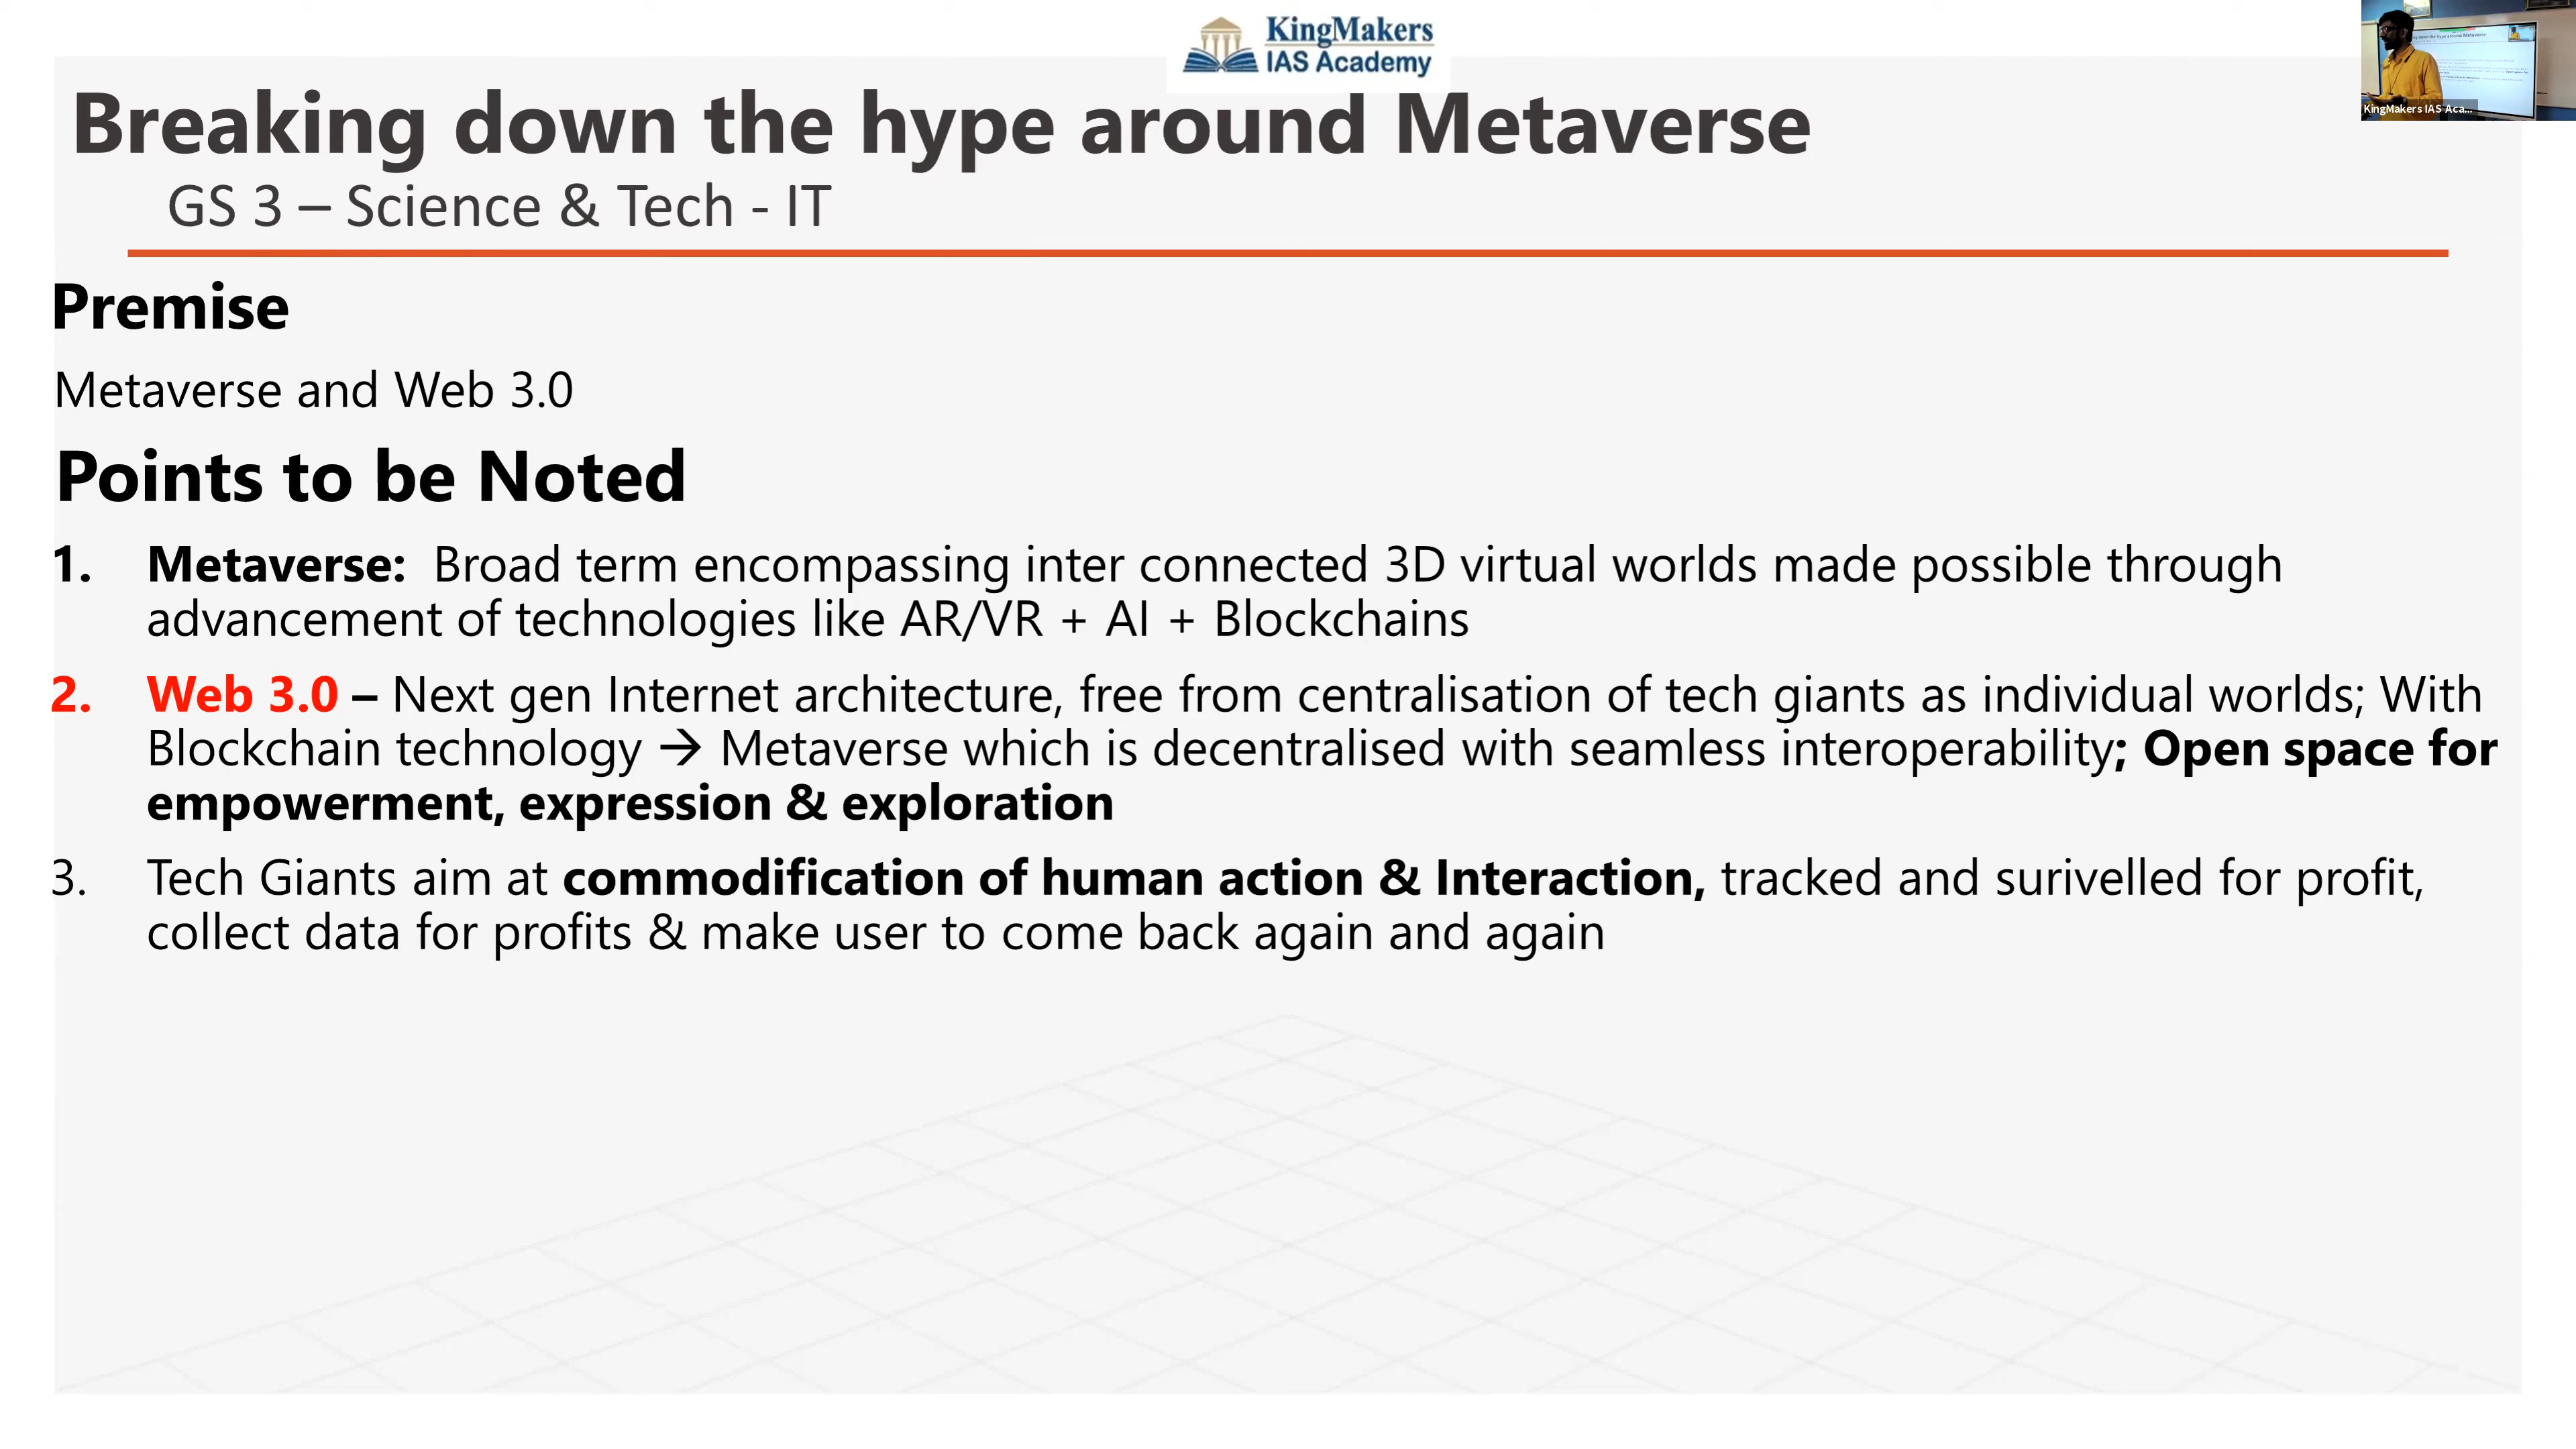 KingMakers
IAS Academy
Breaking down the hype around Metaverse
GS 3 – Science & Tech - IT
KingMakers IAS Aca...
Premise
Metaverse and Web 3.0
Points to be Noted
1. Metaverse: Broad term encompassing inter connected 3D virtual worlds made possible through
advancement of technologies like AR/VR + AI + Blockchains
2. Web 3.0 – Next gen Internet architecture, free from centralisation of tech giants as individual worlds; With
Blockchain technology → Metaverse which is decentralised with seamless interoperability; Open space for
empowerment, expression & exploration
3. Tech Giants aim at commodification of human action & Interaction, tracked and surivelled for profit,
collect data for profits & make user to come back again and again